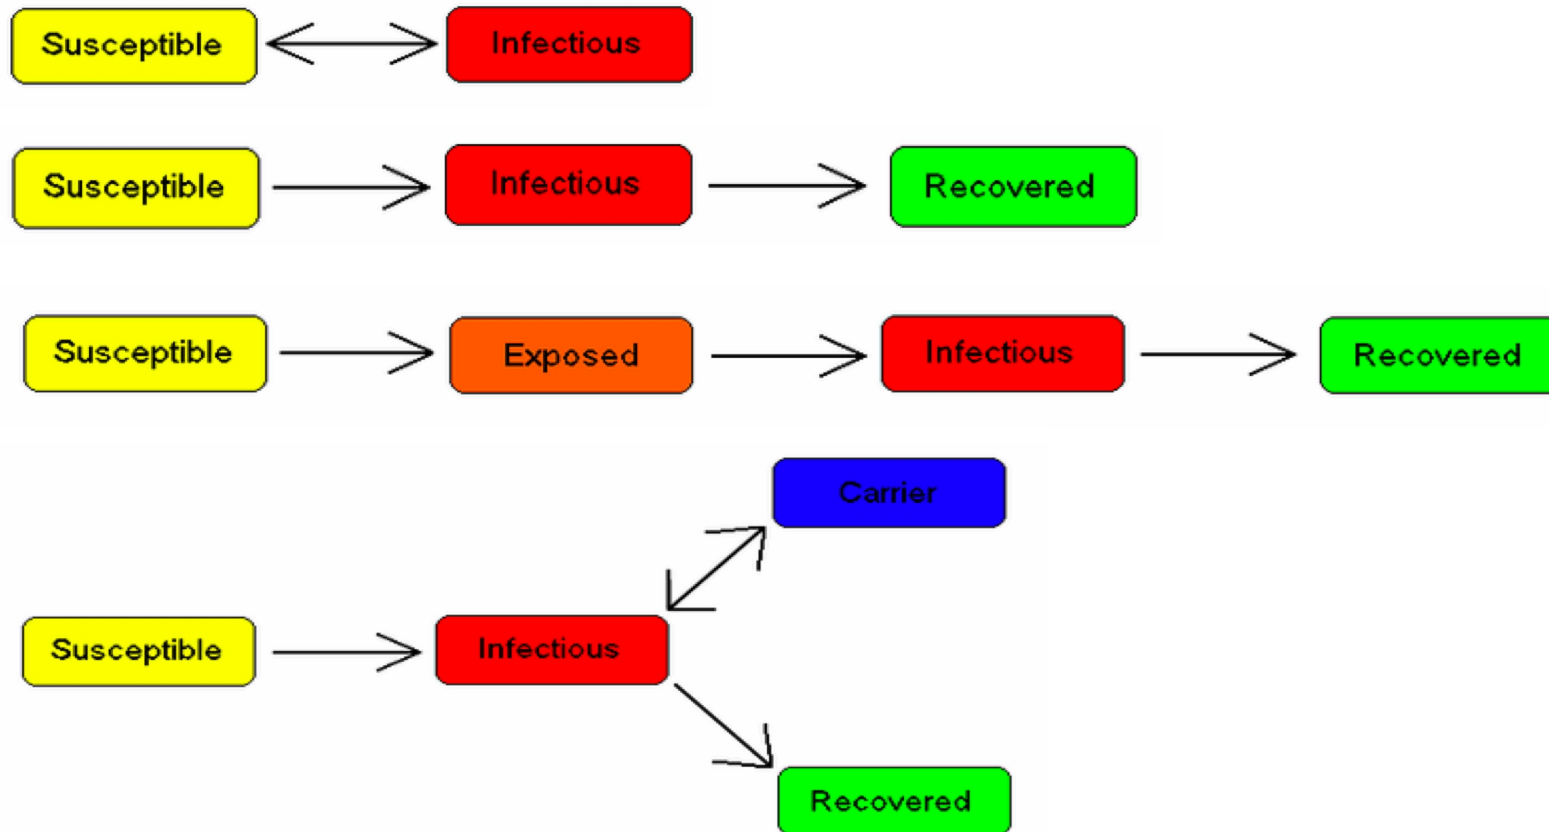 Susceptible Infectious
Susceptible Infectious Recovered
Susceptible Exposed Infectious Recovered
Carrier
Susceptible Infectious
Recovered